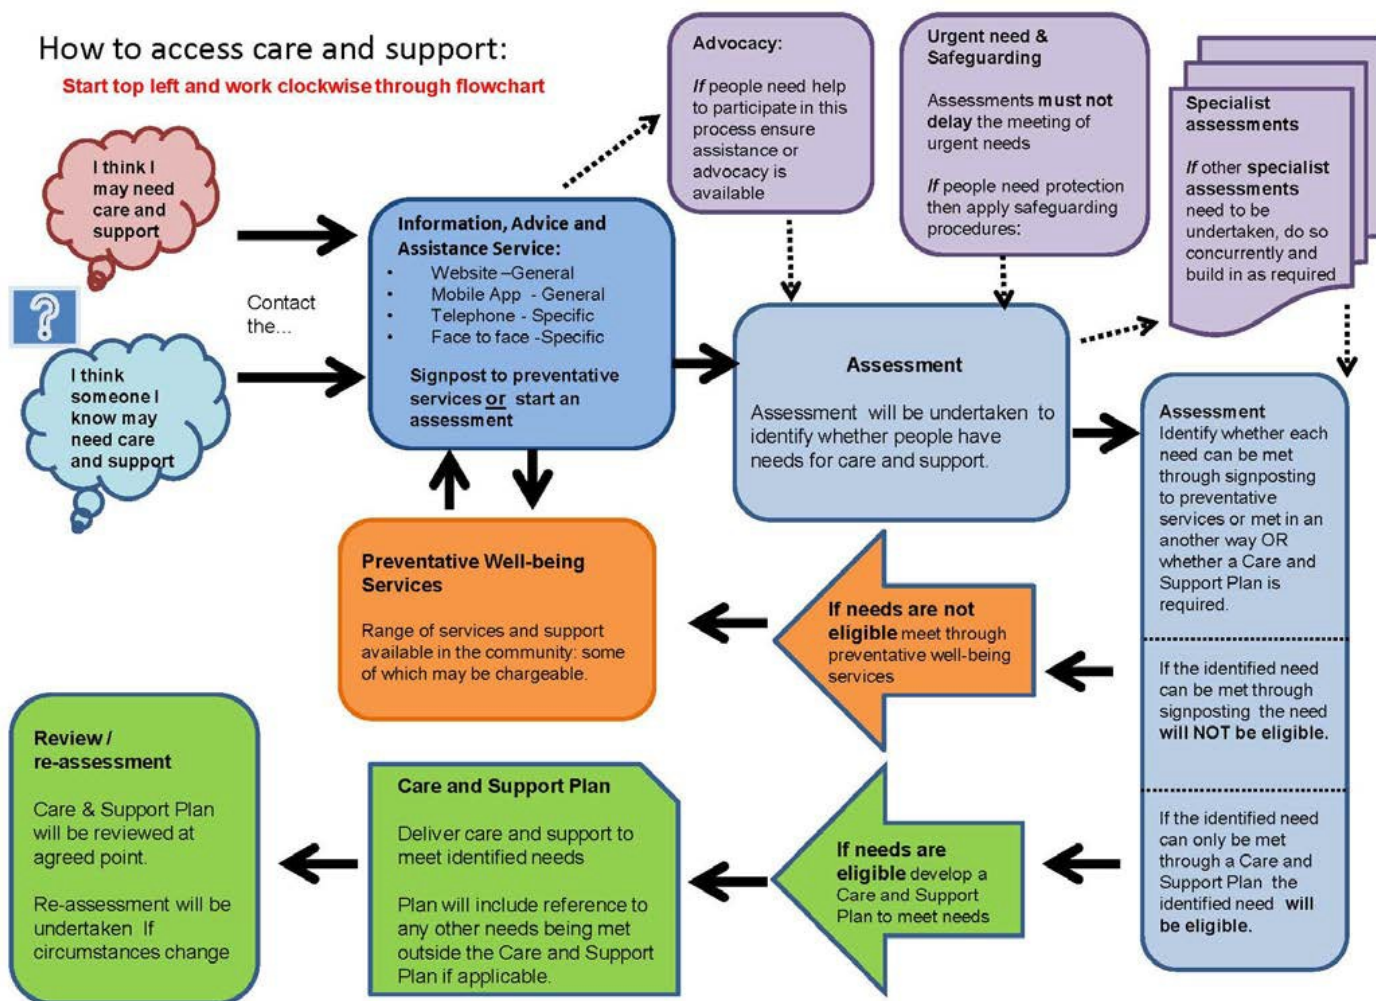 How to access care and support:
Start top left and work clockwise through flowchart
I think I
may need
care and
support
?
I think
someone I
know may
need care
and support
Contact
the...
Information, Advice and
Assistance Service:
• Website –General
• Mobile App - General
• Telephone - Specific
• Face to face -Specific
Signpost to preventative
services or start an
assessment
Advocacy:
If people need help
to participate in this
process ensure
assistance or
advocacy is
available
Urgent need &
Safeguarding
Assessments must not
delay the meeting of
urgent needs
If people need protection
then apply safeguarding
procedures:
Specialist
assessments
If other specialist
assessments
need to be
undertaken, do so
concurrently and
build in as required
Assessment
Assessment will be undertaken to
identify whether people have
needs for care and support.
Assessment
Identify whether each
need can be met
through signposting
to preventative
services or met in an
another way OR
whether a Care and
Support Plan is
required.
If the identified need
can be met through
signposting the need
will NOT be eligible.
If the identified need
can only be met
through a Care and
Support Plan the
identified need will
be eligible.
If needs are not
eligible meet through
preventative well-being
services
Preventative Well-being
Services
Range of services and support
available in the community: some
of which may be chargeable.
If needs are
eligible develop a
Care and Support
Plan to meet needs
Care and Support Plan
Deliver care and support to
meet identified needs
Plan will include reference to
any other needs being met
outside the Care and Support
Plan if applicable.
Review /
re-assessment
Care & Support Plan
will be reviewed at
agreed point.
Re-assessment will be
undertaken If
circumstances change